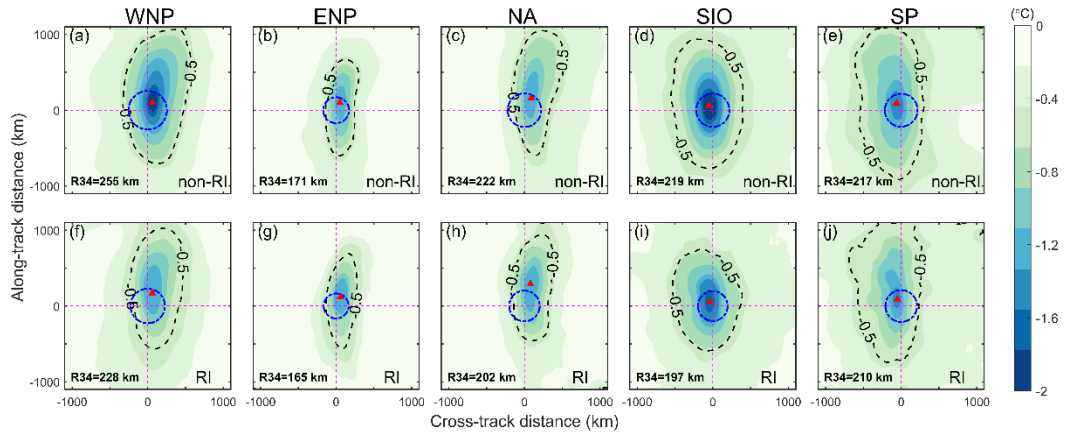 WNP ENP NA SIO SP (°C)
(a) (b) (c) (d) (e)
1000
0
-1000
-0.5 -0.5 -0.5 -0.5 -0.5 -0.5 -0.5 -0.5
R34=255 km non-RI R34=171 km non-RI R34=222 km non-RI R34=219 km non-RI R34=217 km non-RI
(f) (g) (h) (i) (j)
1000
0
-1000
-0.5 -0.5 -0.5 -0.5 -0.5 -0.5 -0.5 -0.5 -0.5
R34=228 km RI R34=165 km RI R34=202 km RI R34=197 km RI R34=210 km RI
-1000 0 1000 -1000 0 1000 -1000 0 1000 -1000 0 1000 -1000 0 1000
Cross-track distance (km)
Along-track distance (km)
0
-0.4
-0.8
-1.2
-1.6
-2